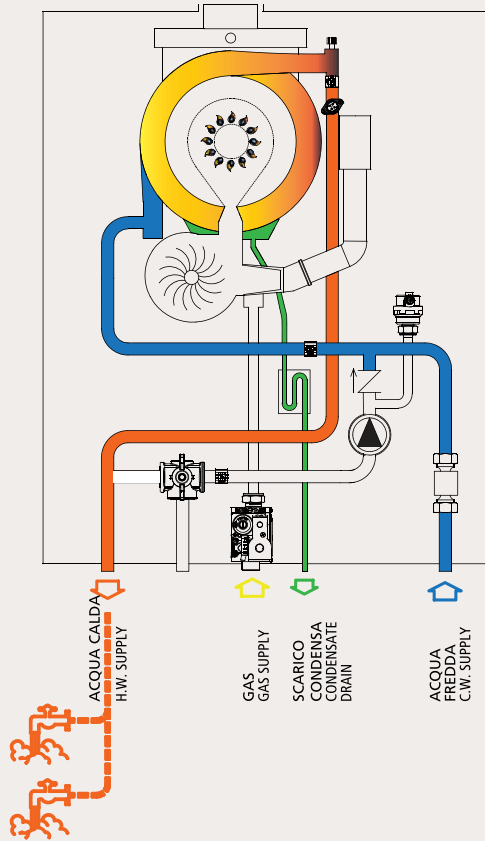 ACQUA CALDA
H.W. SUPPLY
GAS
GAS SUPPLY
SCARICO
CONDENSA
CONDENSATE
DRAIN
ACQUA
FREDDA
C.W. SUPPLY